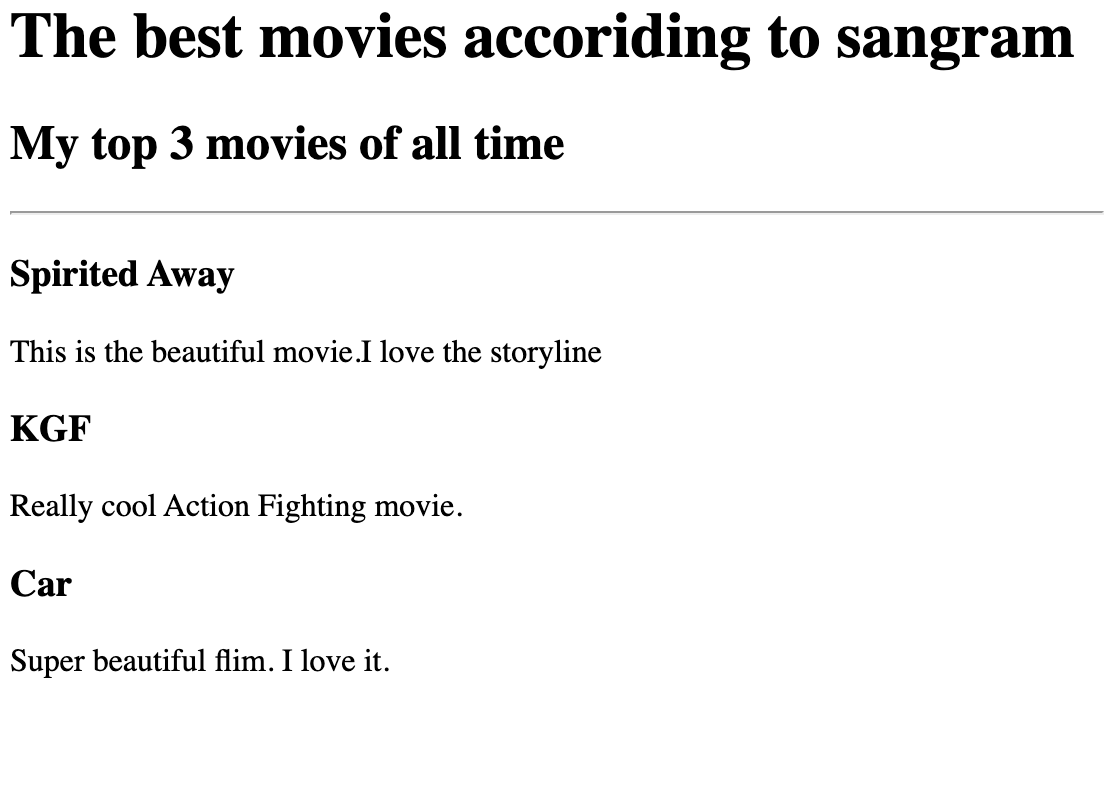 The best movies accoriding to sangram
My top 3 movies of all time
Spirited Away
This is the beautiful movie.I love the storyline
KGF
Really cool Action Fighting movie.
Car
Super beautiful flim. I love it.